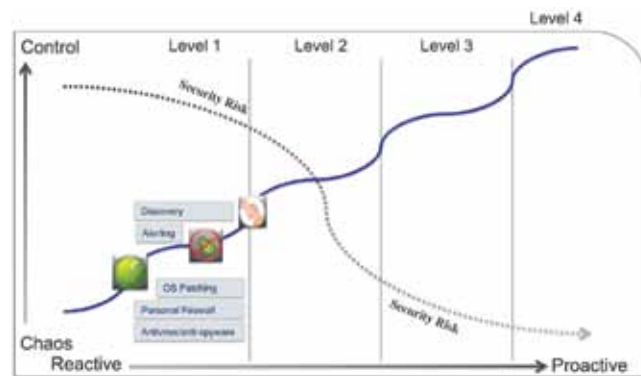 Level 4
Control
Level 1
Level 2
Level 3
Security Risk
Discovery
Alerting
OS Patching
Personal Firewall
Antivirus/anti-spyware
Security Risk
Chaos
Reactive
Proactive